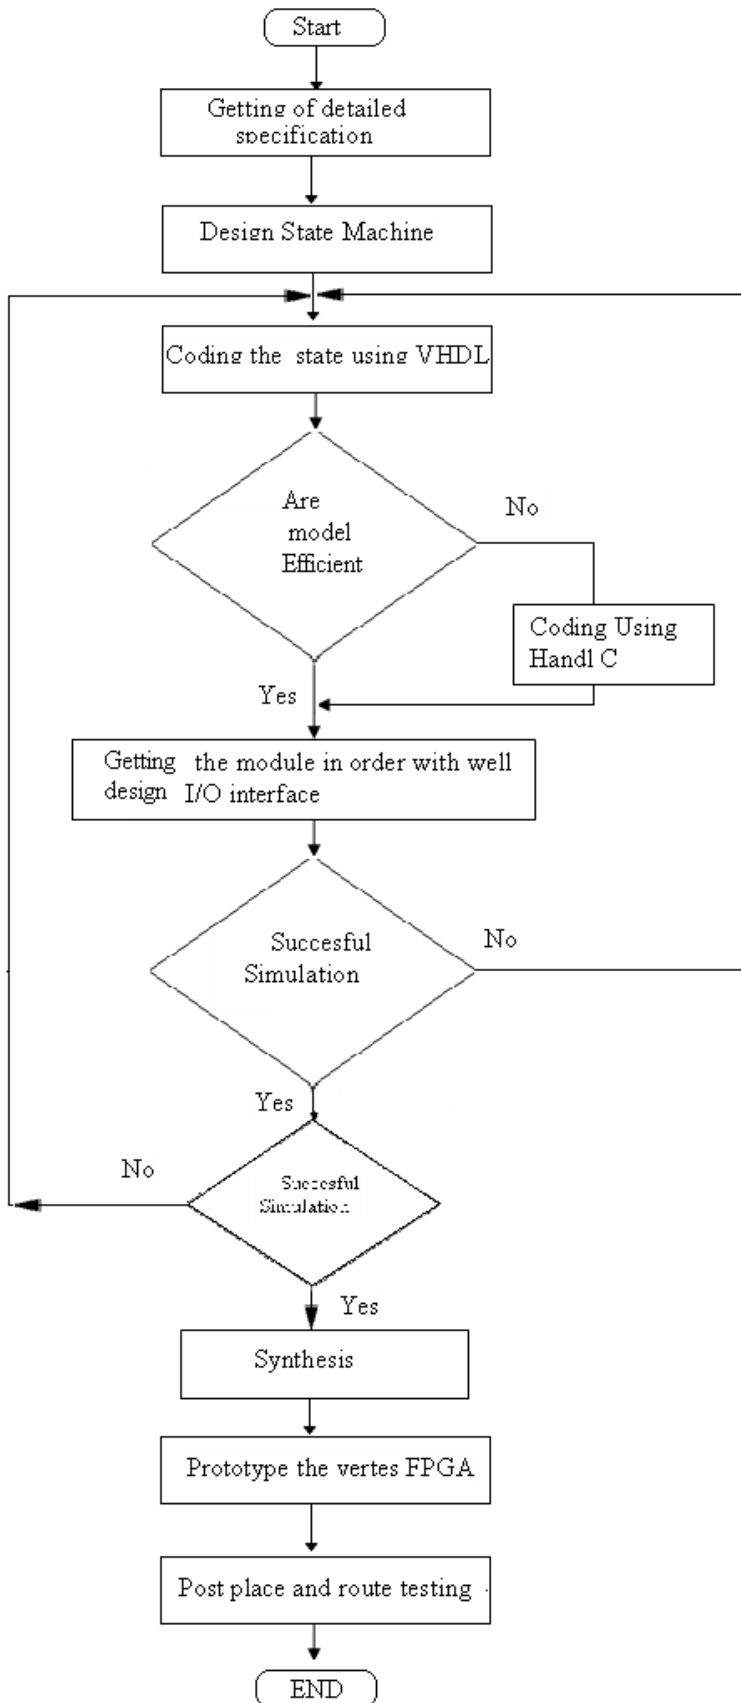 Start
Getting of detailed
specification
Design State Machine
Coding the state using VHDL
Are
model
Efficient
No
Coding Using
Handl C
Yes
Getting the module in order with well
design I/O interface
Succesful
Simulation
No
Yes
No
Succesful
Simulation
Yes
Synthesis
Prototype the vertes FPGA
Post place and route testing
END